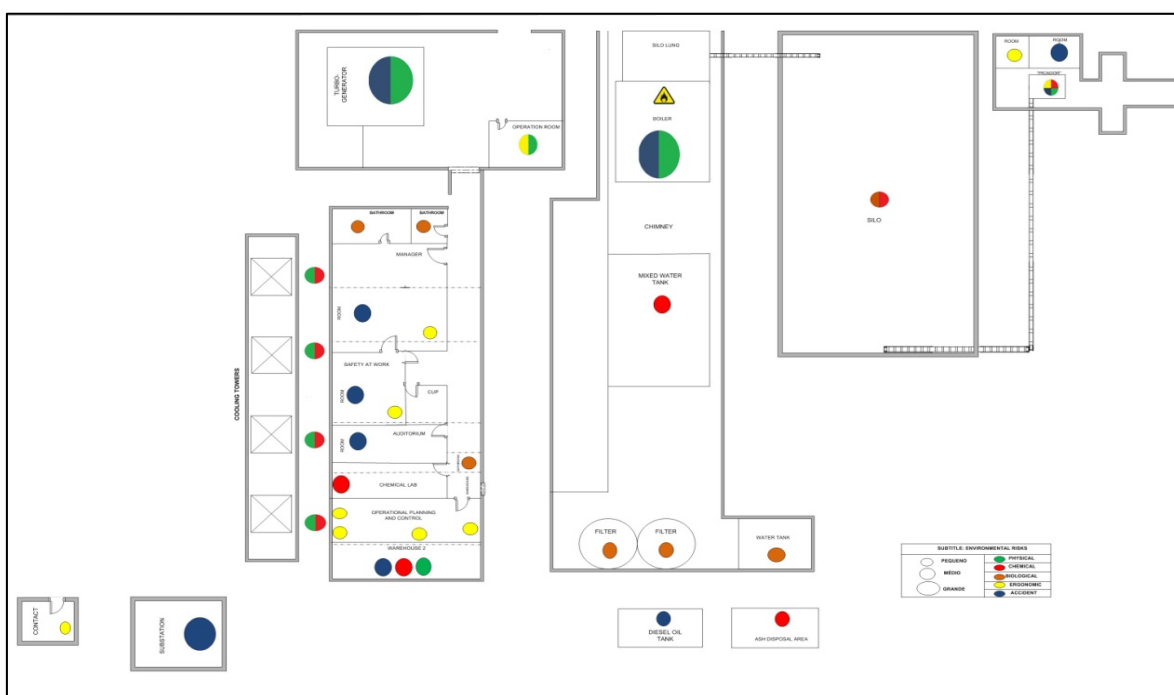 SILO LUNG
ROOM
ROOM
TURBO-
GENERATOR
BOILER
OPERATION ROOM
BATHROOM
BATHROOM
SILO
CHIMNEY
MANAGER
MIXED WATER
TANK
ROOM
SAFETY AT WORK
ROOM
CUP
COOLING TOWERS
AUDITORIUM
ROOM
CHEMICAL LAB
OPERATIONAL PLANNING
AND CONTROL
FILTER
FILTER
WATER TANK
WAREHOUSE 2
SUBTITLE: ENVIRONMENTAL RISKS
PEQUENO
MÉDIO
GRANDE
PHYSICAL
CHEMICAL
BIOLOGICAL
ERGONOMIC
ACCIDENT
CONTACT
SUBSTATION
DIESEL OIL
TANK
ASH DISPOSAL AREA